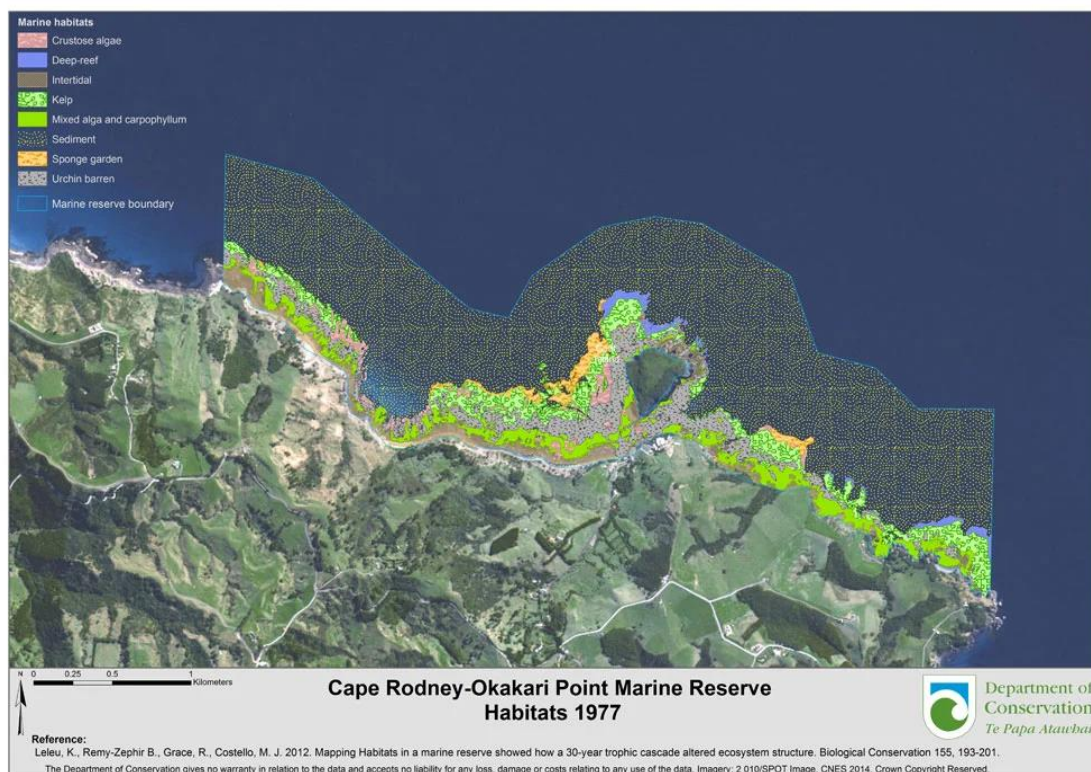 Marine habitats
Crustose algae
Deep-reef
Intertidal
Kelp
Mixed alga and carpophyllum
Sediment
Sponge garden
Urchin barren
Marine reserve boundary
N
0 0.25 0.5 1
Kilometers
Cape Rodney-Okakari Point Marine Reserve
Habitats 1977
Department of
Conservation
Te Papa Atawhai
Reference:
Leleu, K., Remy-Zephir B., Grace, R., Costello, M. J. 2012. Mapping Habitats in a marine reserve showed how a 30-year trophic cascade altered ecosystem structure. Biological Conservation 155, 193-201.
The Department of Conservation gives no warranty in relation to the data and accepts no liability for any loss, damage or costs relating to any use of the data. Imagery: 2 010/SPOT Image, CNES 2014, Crown Copyright Reserved.